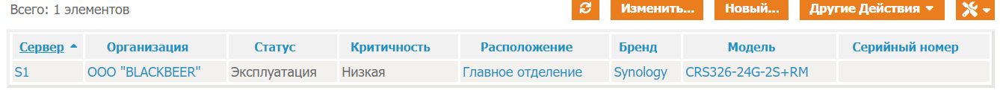 Всего: 1 элементов
Изменить... Новый... Другие Действия
Сервер Организация Статус Критичность Расположение Бренд Модель Серийный номер
S1 ООО "BLACKBEER" Эксплуатация Низкая Главное отделение Synology CRS326-24G-2S+RM